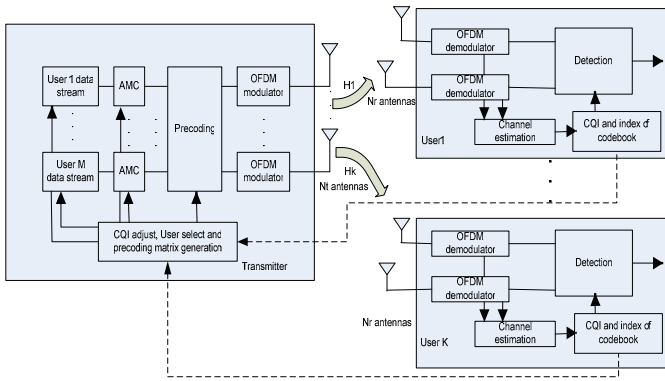 User 1 data
stream
AMC
Precoding
OFDM
modulator
User M
data stream
AMC
OFDM
modulator
CQI adjust, User select and
precoding matrix generation
Transmitter
H1
Hk
Nt antennas
OFDM
demodulator
OFDM
demodulator
Nr antennas
Detection
Channel
estimation
CQI and index of
codebook
User1
OFDM
demodulator
OFDM
demodulator
Nr antennas
Detection
Channel
estimation
CQI and index of
codebook
User K